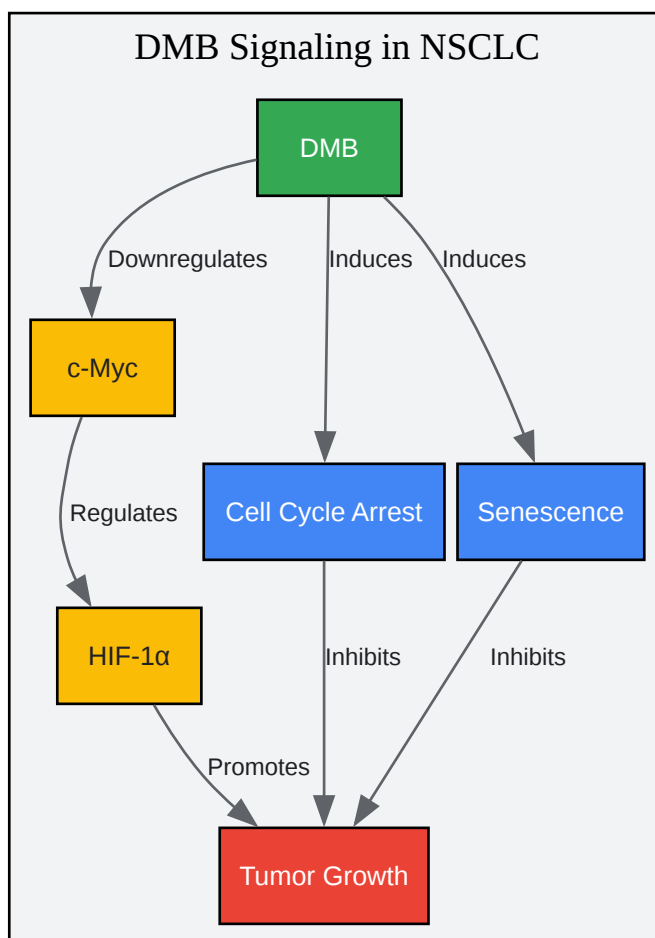 DMB Signaling in NSCLC
DMB
Downregulates
Induces
Induces
c-Myc
Cell Cycle Arrest
Senescence
Regulates
HIF-1α
Inhibits
Inhibits
Promotes
Tumor Growth